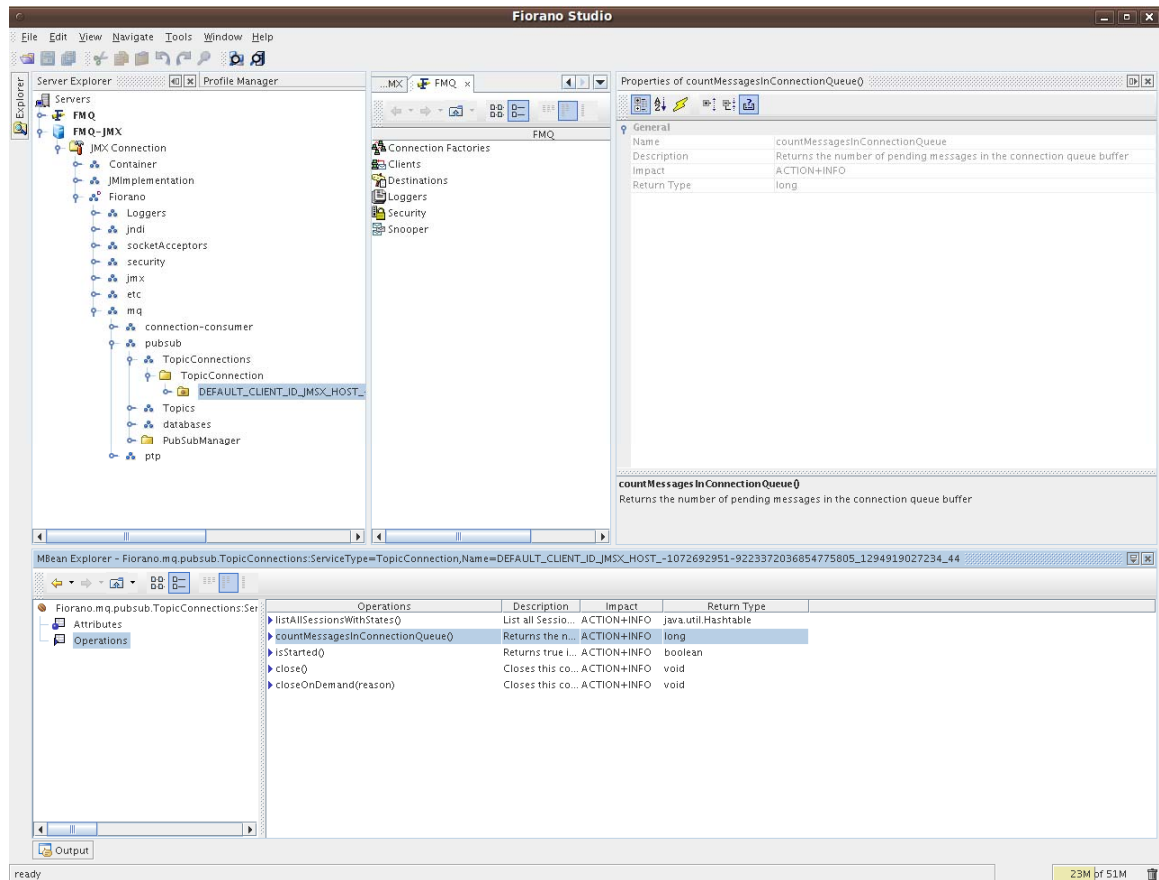 Fiorano Studio
File Edit View Navigate Tools Window Help
Explorer
Server Explorer Profile Manager
Servers
FMQ
FMQ-JMX
JMX Connection
Container
JMImplementation
Fiorano
Loggers
jndi
socketAcceptors
security
jmx
etc
mq
connection-consumer
pubsub
TopicConnections
TopicConnection
DEFAULT_CLIENT_ID_JMSX_HOST_-
Topics
databases
PubSubManager
ptp
...MX FMQ
FMQ
Connection Factories
Clients
Destinations
Loggers
Security
Snooper
Properties of countMessagesInConnectionQueue()
General
Name countMessagesInConnectionQueue
Description Returns the number of pending messages in the connection queue buffer
Impact ACTION+INFO
Return Type long
countMessagesInConnectionQueue()
Returns the number of pending messages in the connection queue buffer
MBean Explorer - Fiorano.mq.pubsub.TopicConnections:ServiceType=TopicConnection,Name=DEFAULT_CLIENT_ID_JMSX_HOST_-1072692951-9223372036854775805_1294919027234_44
Fiorano.mq.pubsub.TopicConnections:Ser
Attributes
Operations
Operations Description Impact Return Type
listAllSessionsWithStates() List all Sessio... ACTION+INFO java.util.Hashtable
countMessagesInConnectionQueue() Returns the n... ACTION+INFO long
isStarted() Returns true i... ACTION+INFO boolean
close() Closes this co... ACTION+INFO void
closeOnDemand(reason) Closes this co... ACTION+INFO void
Output
ready
23M of 51M